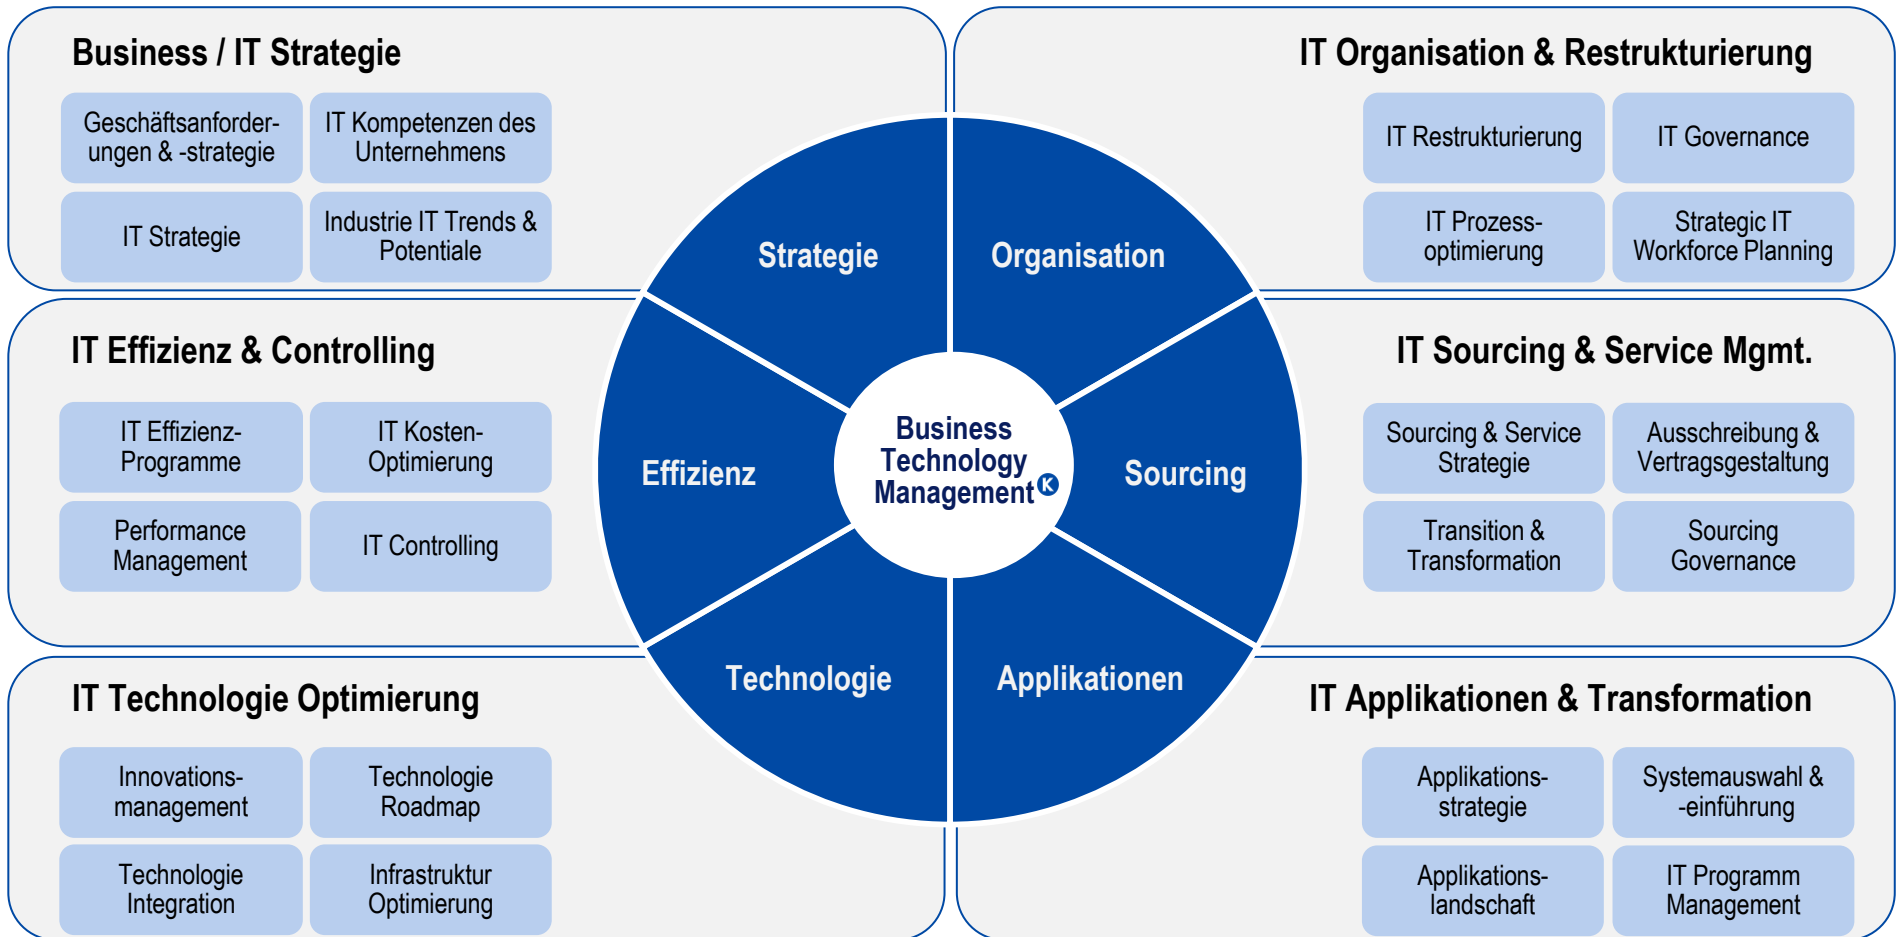 Business / IT Strategie
Geschäftsanforder-
ungen & -strategie
IT Kompetenzen des
Unternehmens
IT Strategie
Industrie IT Trends &
Potentiale
IT Organisation & Restrukturierung
IT Restrukturierung
IT Governance
IT Prozess-
optimierung
Strategic IT
Workforce Planning
Strategie
Organisation
IT Effizienz & Controlling
IT Effizienz-
Programme
IT Kosten-
Optimierung
Performance
Management
IT Controlling
Effizienz
Business
Technology
Management K
Sourcing
IT Sourcing & Service Mgmt.
Sourcing & Service
Strategie
Ausschreibung &
Vertragsgestaltung
Transition &
Transformation
Sourcing
Governance
Technologie
Applikationen
IT Technologie Optimierung
Innovations-
management
Technologie
Roadmap
Technologie
Integration
Infrastruktur
Optimierung
IT Applikationen & Transformation
Applikations-
strategie
Systemauswahl &
-einführung
Applikations-
landschaft
IT Programm
Management